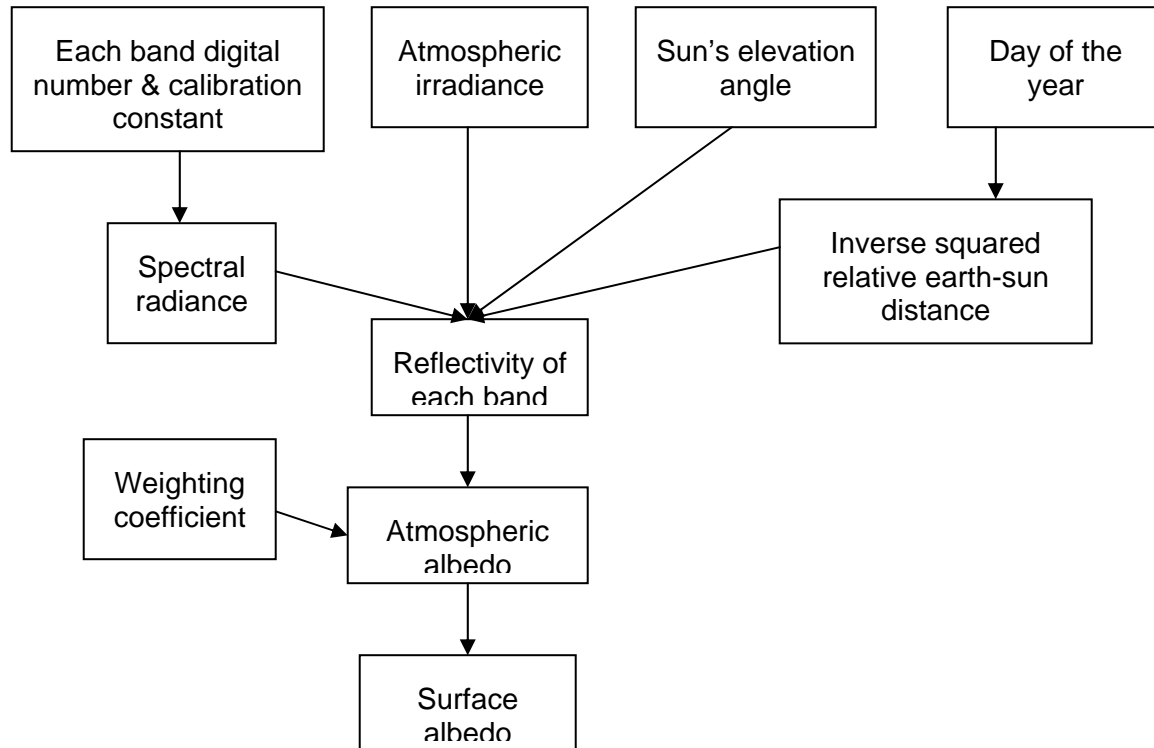 Each band digital
number & calibration
constant
Atmospheric
irradiance
Sun's elevation
angle
Day of the
year
Spectral
radiance
Inverse squared
relative earth-sun
distance
Reflectivity of
each band
Weighting
coefficient
Atmospheric
albedo
Surface
albedo